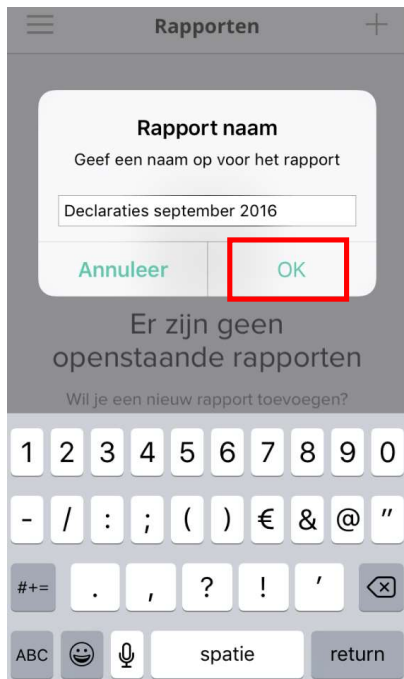 Rapporten
Rapport naam
Geef een naam op voor het rapport
Declaraties september 2016
Annuleer OK
Er zijn geen
openstaande rapporten
Wil je een nieuw rapport toevoegen?
1 2 3 4 5 6 7 8 9 0
- / : ; ( ) € & @ "
#+= . , ? ! '
ABC spatie return